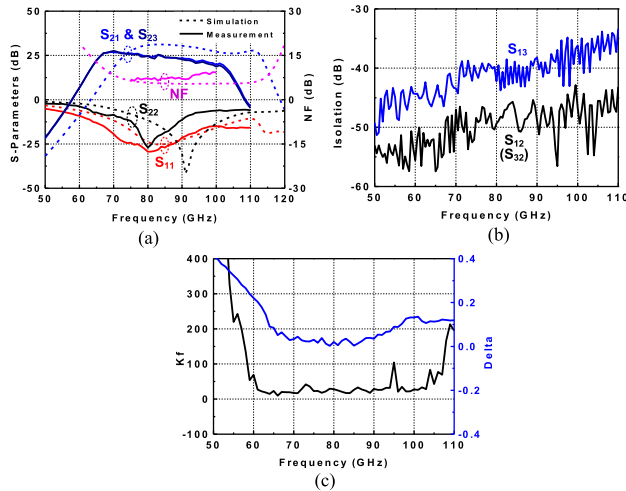 50 30
25 15
0 0
-25 -15
-50 -30
S-Parameters (dB)
NF (dB)
S21 & S23
Simulation
Measurement
NF
S22
S11
50 60 70 80 90 100 110 120
Frequency (GHz)
(a)
-30
-40
-50
-60
Isolation (dB)
S13
S12
(S32)
50 60 70 80 90 100 110
Frequency (GHz)
(b)
400 0.4
300
200 0.2
100
0 0.0
-0.2
-100 -0.4
Kf
Delta
50 60 70 80 90 100 110
Frequency (GHz)
(c)